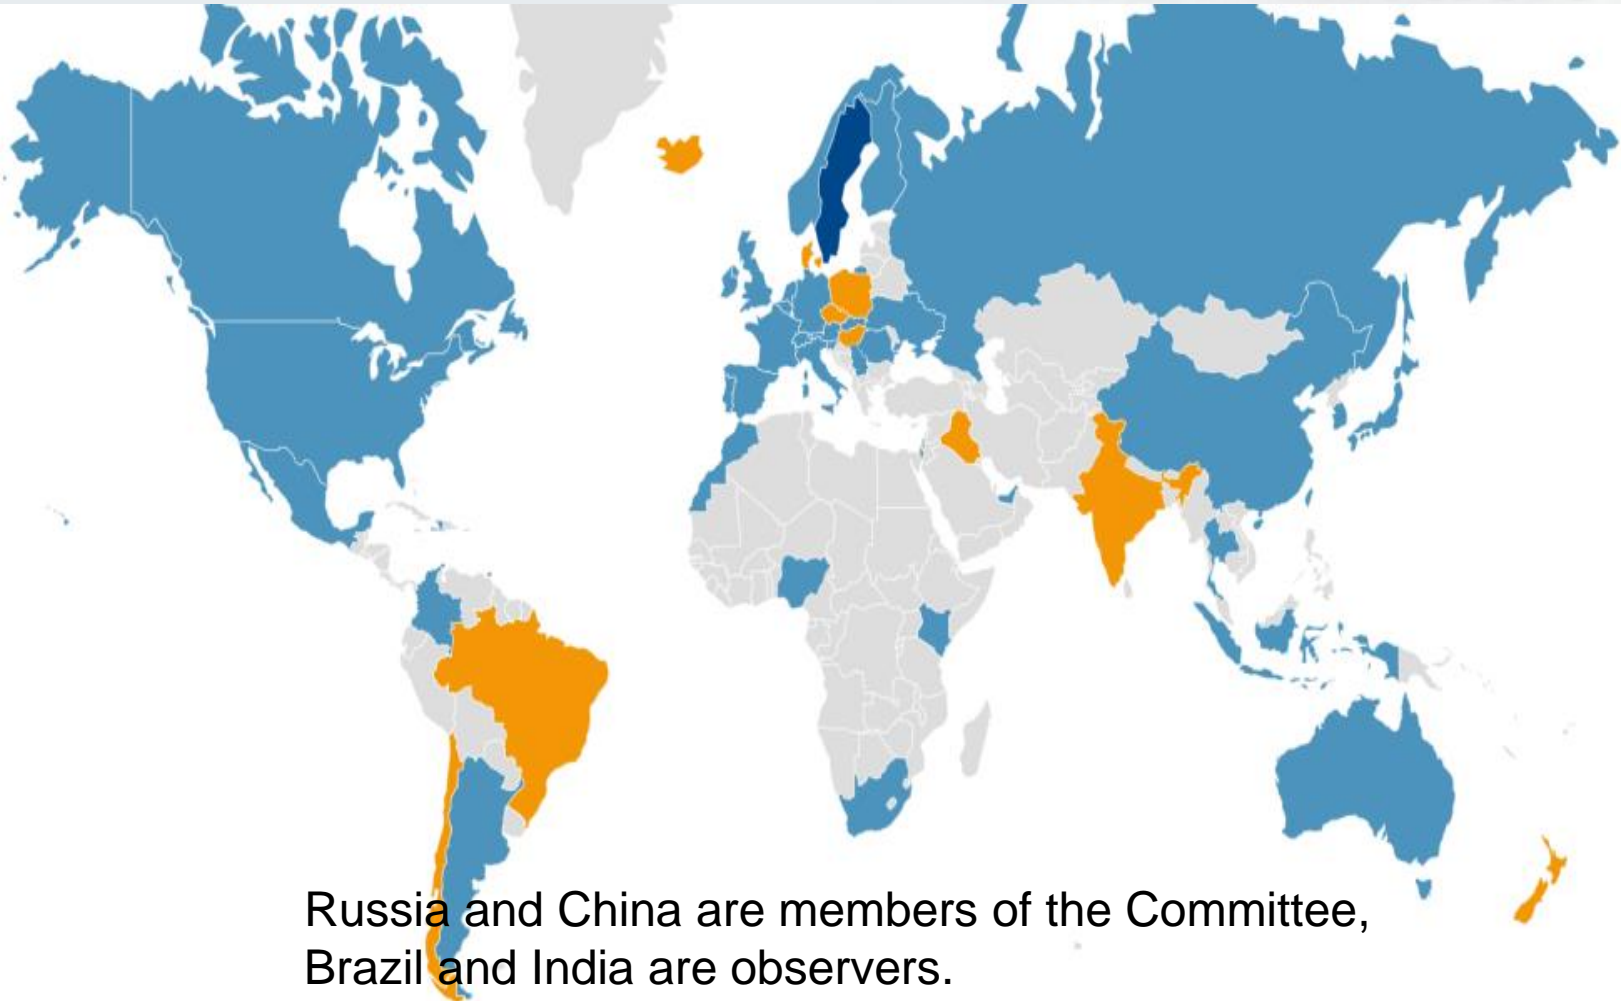 Russia and China are members of the Committee,
Brazil and India are observers.